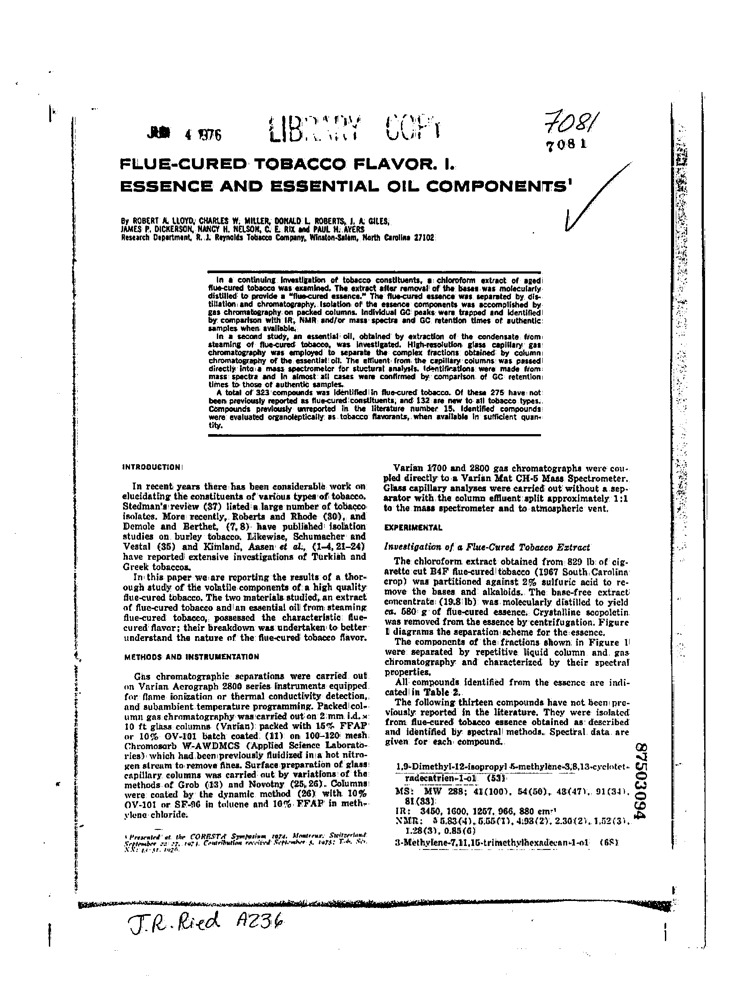 JUN 4 1976
LIBRARY COPY
7081
7081
FLUE-CURED TOBACCO FLAVOR. I.
ESSENCE AND ESSENTIAL OIL COMPONENTS¹
By ROBERT A. LLOYD, CHARLES W. MILLER, DONALD L. ROBERTS, J. A. GILES,
JAMES P. DICKERSON, NANCY H. NELSON, C. E. RIX and PAUL H. AYERS
Research Department, R. J. Reynolds Tobacco Company, Winston-Salem, North Carolina 27102
In a continuing investigation of tobacco constituents, a chloroform extract of aged
flue-cured tobacco was examined. The extract after removal of the bases was molecularly
distilled to provide a "flue-cured essence." The flue-cured essence was separated by dis-
tillation and chromatography. Isolation of the essence components was accomplished by
gas chromatography on packed columns. Individual GC peaks were trapped and identified
by comparison with IR, NMR and/or mass spectra and GC retention times of authentic
samples when available.
In a second study, an essential oil, obtained by extraction of the condensate from
steaming of flue-cured tobacco, was investigated. High-resolution glass capillary gas
chromatography was employed to separate the complex fractions obtained by column
chromatography of the essential oil. The effluent from the capillary columns was passed
directly into a mass spectrometer for stuctural analysis. Identifications were made from
mass spectra and in almost all cases were confirmed by comparison of GC retention
times to those of authentic samples.
A total of 323 compounds was identified in flue-cured tobacco. Of these 275 have not
been previously reported as flue-cured constituents, and 132 are new to all tobacco types.
Compounds previously unreported in the literature number 15. Identified compounds
were evaluated organoleptically as tobacco flavorants, when available in sufficient quan-
tity.
INTRODUCTION
In recent years there has been considerable work on
elucidating the constituents of various types of tobacco.
Stedman's review (37) listed a large number of tobacco
isolates. More recently, Roberts and Rhode (30), and
Demole and Berthet, (7, 8) have published isolation
studies on burley tobacco. Likewise, Schumacher and
Vestal (35) and Kimland, Aasen et al., (1-4, 21-24)
have reported extensive investigations of Turkish and
Greek tobaccos.
In this paper we are reporting the results of a thor-
ough study of the volatile components of a high quality
flue-cured tobacco. The two materials studied, an extract
of flue-cured tobacco and an essential oil from steaming
flue-cured tobacco, possessed the characteristic flue-
cured flavor; their breakdown was undertaken to better
understand the nature of the flue-cured tobacco flavor.
METHODS AND INSTRUMENTATION
Gas chromatographic separations were carried out
on Varian Aerograph 2800 series instruments equipped
for flame ionization or thermal conductivity detection,
and subambient temperature programming. Packed col-
umn gas chromatography was carried out on 2 mm i.d. ×
10 ft glass columns (Varian) packed with 15% FFAP
or 10% OV-101 batch coated (11) on 100-120 mesh
Chromosorb W-AWDMCS (Applied Science Laborato-
ries) which had been previously fluidized in a hot nitro-
gen stream to remove fines. Surface preparation of glass
capillary columns was carried out by variations of the
methods of Grob (13) and Novotny (25, 26). Columns
were coated by the dynamic method (26) with 10%
OV-101 or SF-96 in toluene and 10% FFAP in meth-
ylene chloride.
¹ Presented at the CORESTA Symposium 1974, Montreux, Switzerland
September 22-27, 1974. Contribution received September 5, 1975; Tob. Sci.
Varian 1700 and 2800 gas chromatographs were cou-
pled directly to a Varian Mat CH-5 Mass Spectrometer.
Glass capillary analyses were carried out without a sep-
arator with the column effluent split approximately 1:1
to the mass spectrometer and to atmospheric vent.
EXPERIMENTAL
Investigation of a Flue-Cured Tobacco Extract
The chloroform extract obtained from 829 lb of cig-
arette cut B4F flue-cured tobacco (1967 South Carolina
crop) was partitioned against 2% sulfuric acid to re-
move the bases and alkaloids. The base-free extract
concentrate (19.8 lb) was molecularly distilled to yield
ca. 580 g of flue-cured essence. Crystalline scopoletin
was removed from the essence by centrifugation. Figure
1 diagrams the separation scheme for the essence.
The components of the fractions shown in Figure 1
were separated by repetitive liquid column and gas
chromatography and characterized by their spectral
properties.
All compounds identified from the essence are indi-
cated in Table 2.
The following thirteen compounds have not been pre-
viously reported in the literature. They were isolated
from flue-cured tobacco essence obtained as described
and identified by spectral methods. Spectral data are
given for each compound.
1,9-Dimethyl-12-isopropyl-5-methylene-3,8,13-cyclotet-
radecatrien-1-ol (53)
MS: MW 288; 41(100), 54(50), 43(47), 91(34),
81(33)
IR: 3450, 1600, 1267, 966, 880 cm⁻¹
NMR: δ 5.83(4), 5.55(1), 4.98(2), 2.30(2), 1.52(3),
1.28(3), 0.85(6)
3-Methylene-7,11,15-trimethylhexadecan-1-ol (68)
87503094
J.R. Ried A236